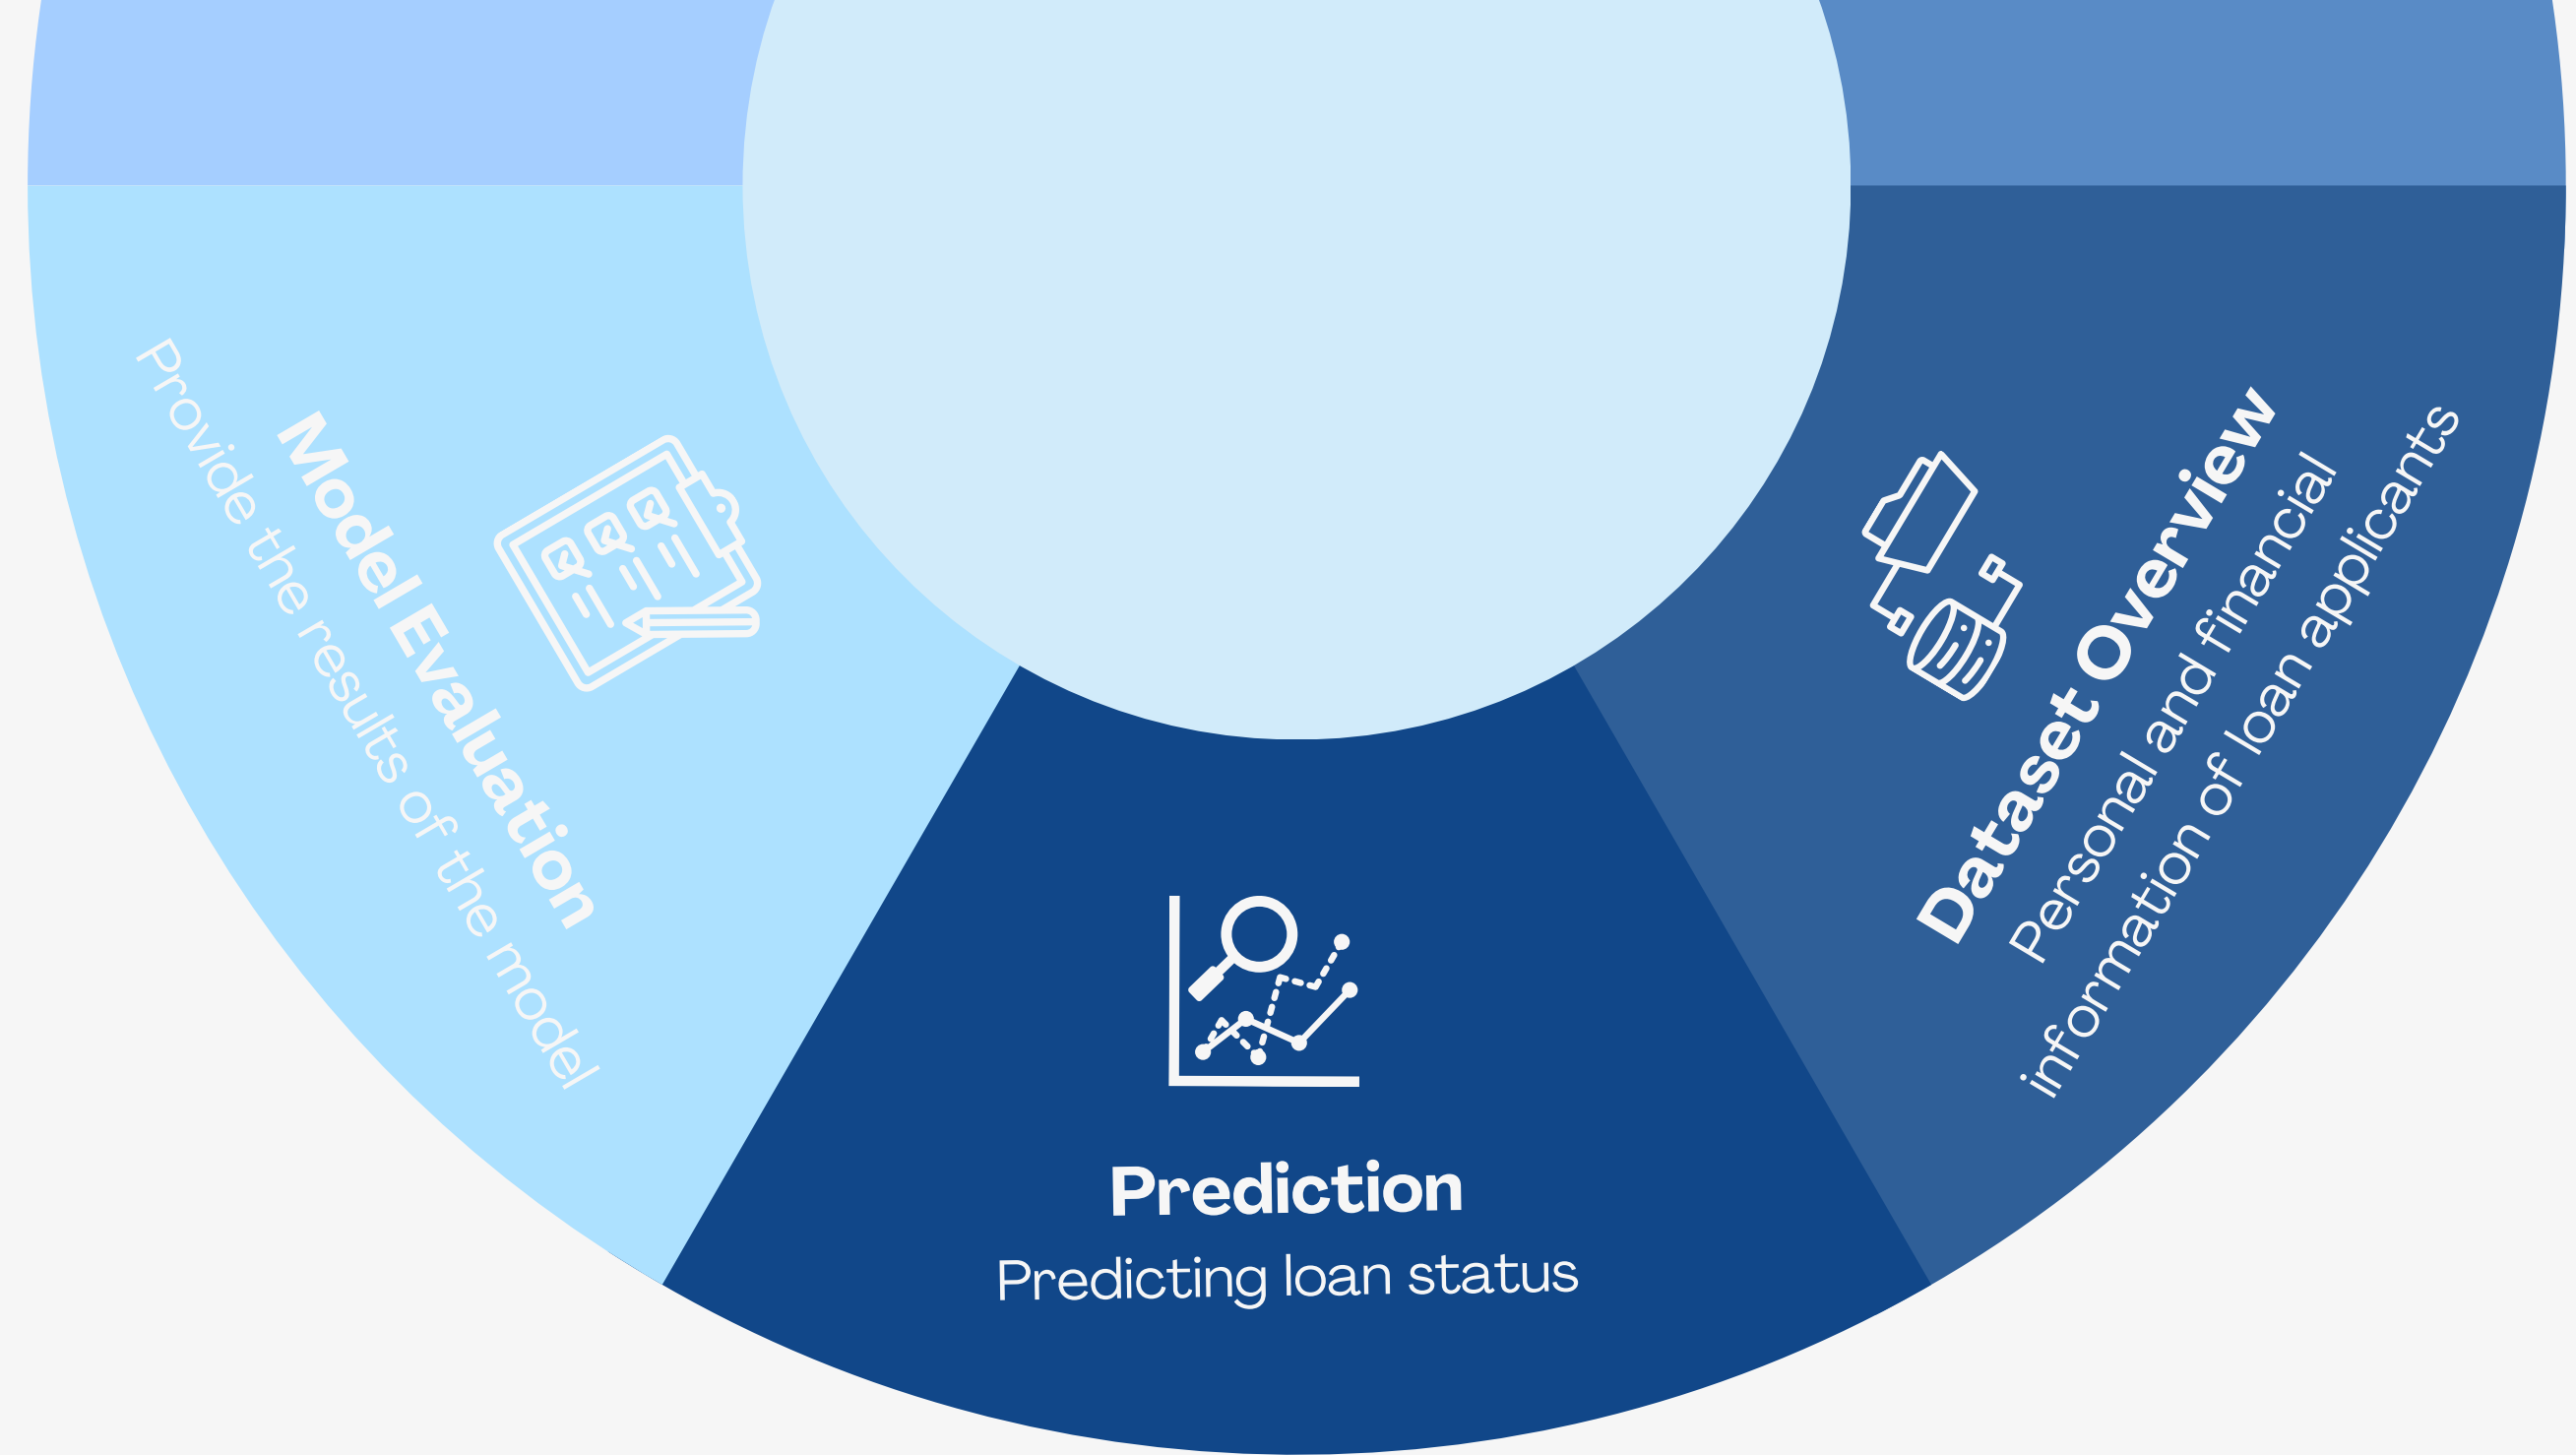 Model Evaluation
Provide the results of the model
Prediction
Predicting loan status
Dataset Overview
Personal and financial
information of loan applicants